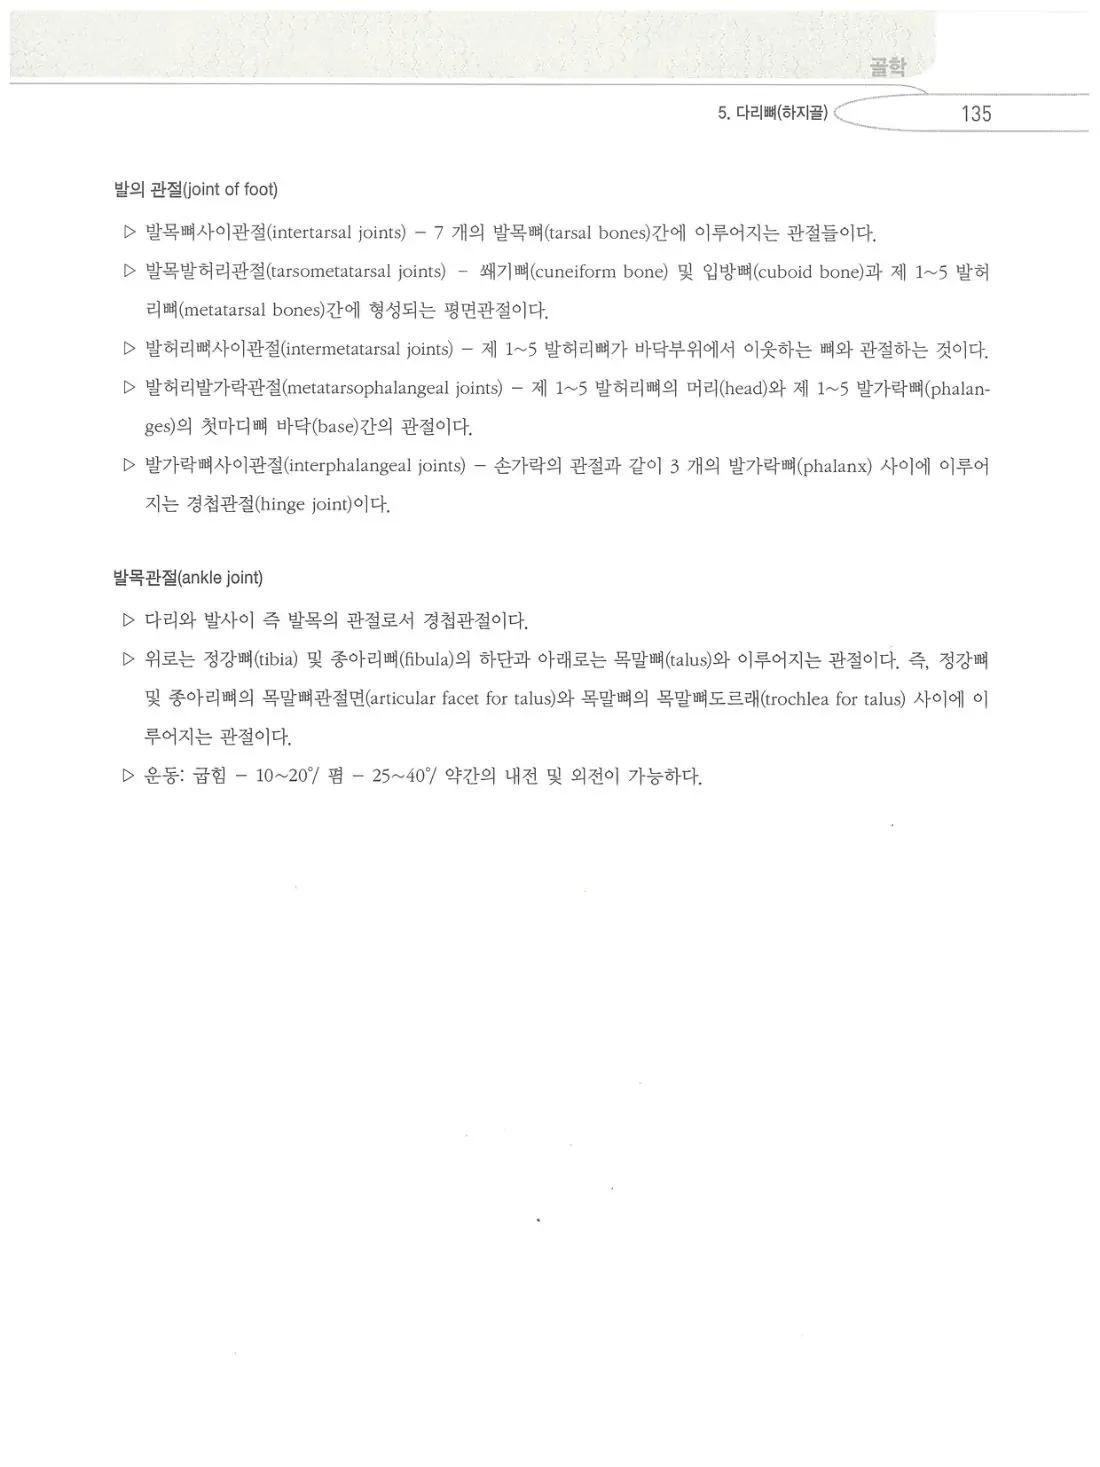 골학
5. 다리뼈(하지골)
135
발의 관절(joint of foot)
▷ 발목뼈사이관절(intertarsal joints) – 7 개의 발목뼈(tarsal bones)간에 이루어지는 관절들이다.
▷ 발목발허리관절(tarsometatarsal joints) – 쐐기뼈(cuneiform bone) 및 입방뼈(cuboid bone)과 제 1~5 발허
리뼈(metatarsal bones)간에 형성되는 평면관절이다.
▷ 발허리뼈사이관절(intermetatarsal joints) – 제 1~5 발허리뼈가 바닥부위에서 이웃하는 뼈와 관절하는 것이다.
▷ 발허리발가락관절(metatarsophalangeal joints) – 제 1~5 발허리뼈의 머리(head)와 제 1~5 발가락뼈(phalan-
ges)의 첫마디뼈 바닥(base)간의 관절이다.
▷ 발가락뼈사이관절(interphalangeal joints) – 손가락의 관절과 같이 3 개의 발가락뼈(phalanx) 사이에 이루어
지는 경첩관절(hinge joint)이다.
발목관절(ankle joint)
▷ 다리와 발사이 즉 발목의 관절로서 경첩관절이다.
▷ 위로는 정강뼈(tibia) 및 종아리뼈(fibula)의 하단과 아래로는 목말뼈(talus)와 이루어지는 관절이다. 즉, 정강뼈
및 종아리뼈의 목말뼈관절면(articular facet for talus)와 목말뼈의 목말뼈도르래(trochlea for talus) 사이에 이
루어지는 관절이다.
▷ 운동: 굽힘 – 10~20°/ 폄 – 25~40°/ 약간의 내전 및 외전이 가능하다.